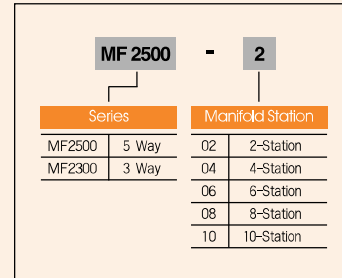 MF 2500 - 2
Series Manifold Station
MF2500 5 Way 02 2-Station
MF2300 3 Way 04 4-Station
06 6-Station
08 8-Station
10 10-Station